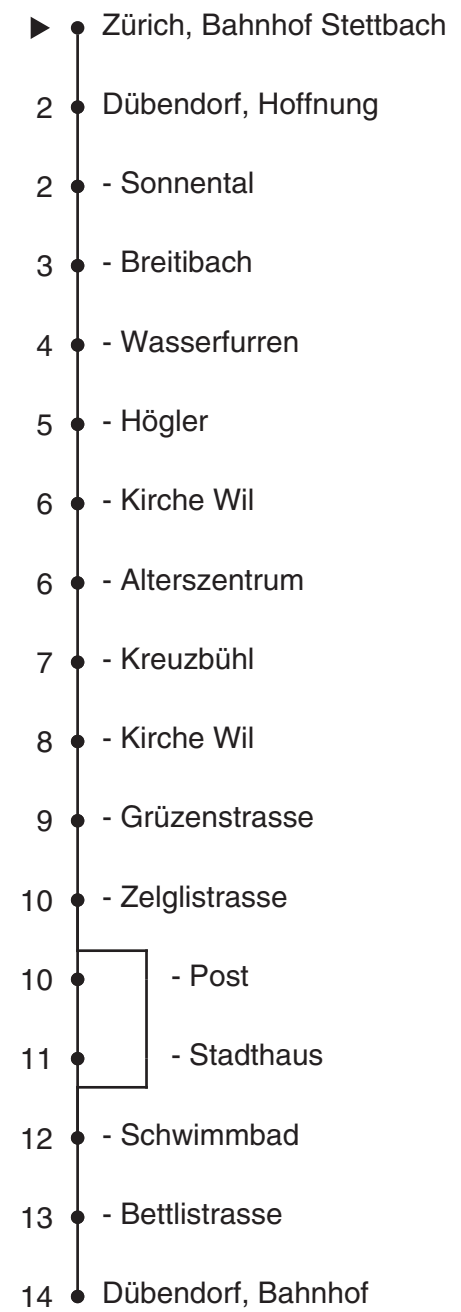 Zürich, Bahnhof Stettbach
2 Dübendorf, Hoffnung
2 - Sonnental
3 - Breitibach
4 - Wasserfurren
5 - Högler
6 - Kirche Wil
6 - Alterszentrum
7 - Kreuzbühl
8 - Kirche Wil
9 - Grüzenstrasse
10 - Zelglistrasse
10 - Post
11 - Stadthaus
12 - Schwimmbad
13 - Bettlistrasse
14 Dübendorf, Bahnhof